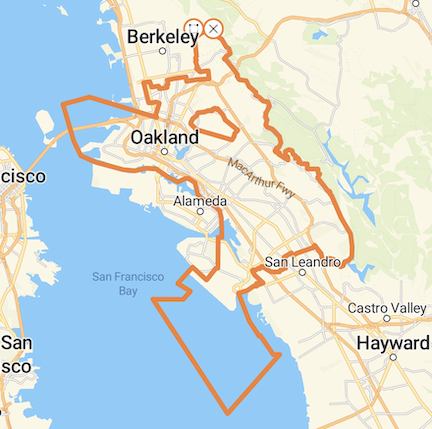 Berkeley
Oakland
MacArthur Fwy
cisco
Alameda
San Francisco
Bay
San Leandro
Castro Valley
San
sco
Hayward